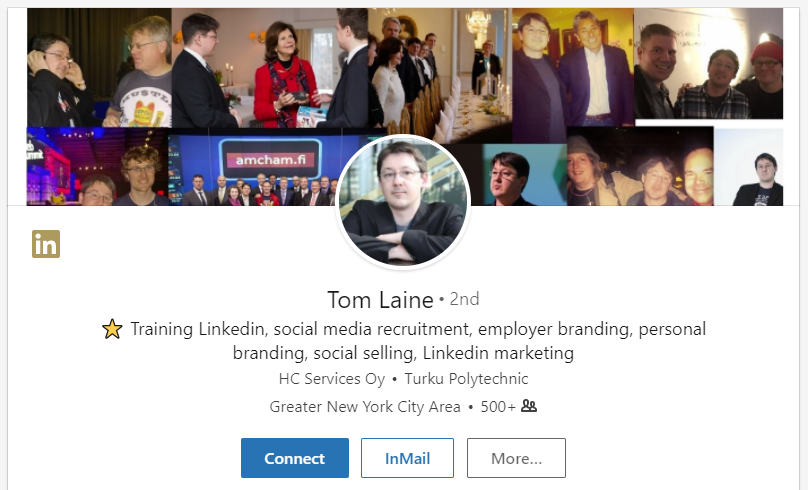 amcham.fi
in
Tom Laine • 2nd
⭐ Training Linkedin, social media recruitment, employer branding, personal
branding, social selling, Linkedin marketing
HC Services Oy • Turku Polytechnic
Greater New York City Area • 500+
Connect
InMail
More...